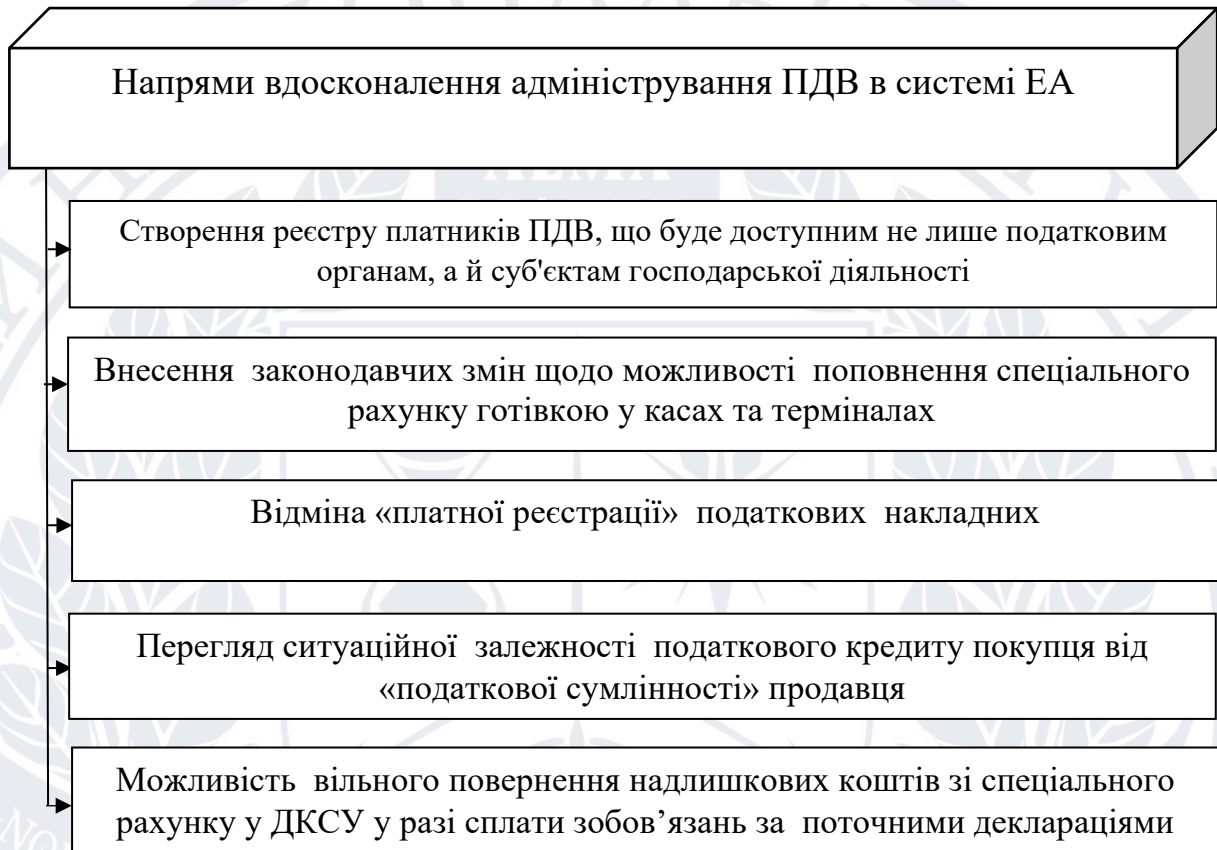 Напрями вдосконалення адміністрування ПДВ в системі ЕА
Створення реєстру платників ПДВ, що буде доступним не лише податковим
органам, а й суб'єктам господарської діяльності
Внесення законодавчих змін щодо можливості поповнення спеціального
рахунку готівкою у касах та терміналах
Відміна «платної реєстрації» податкових накладних
Перегляд ситуаційної залежності податкового кредиту покупця від
«податкової сумлінності» продавця
Можливість вільного повернення надлишкових коштів зі спеціального
рахунку у ДКСУ у разі сплати зобов’язань за поточними деклараціями